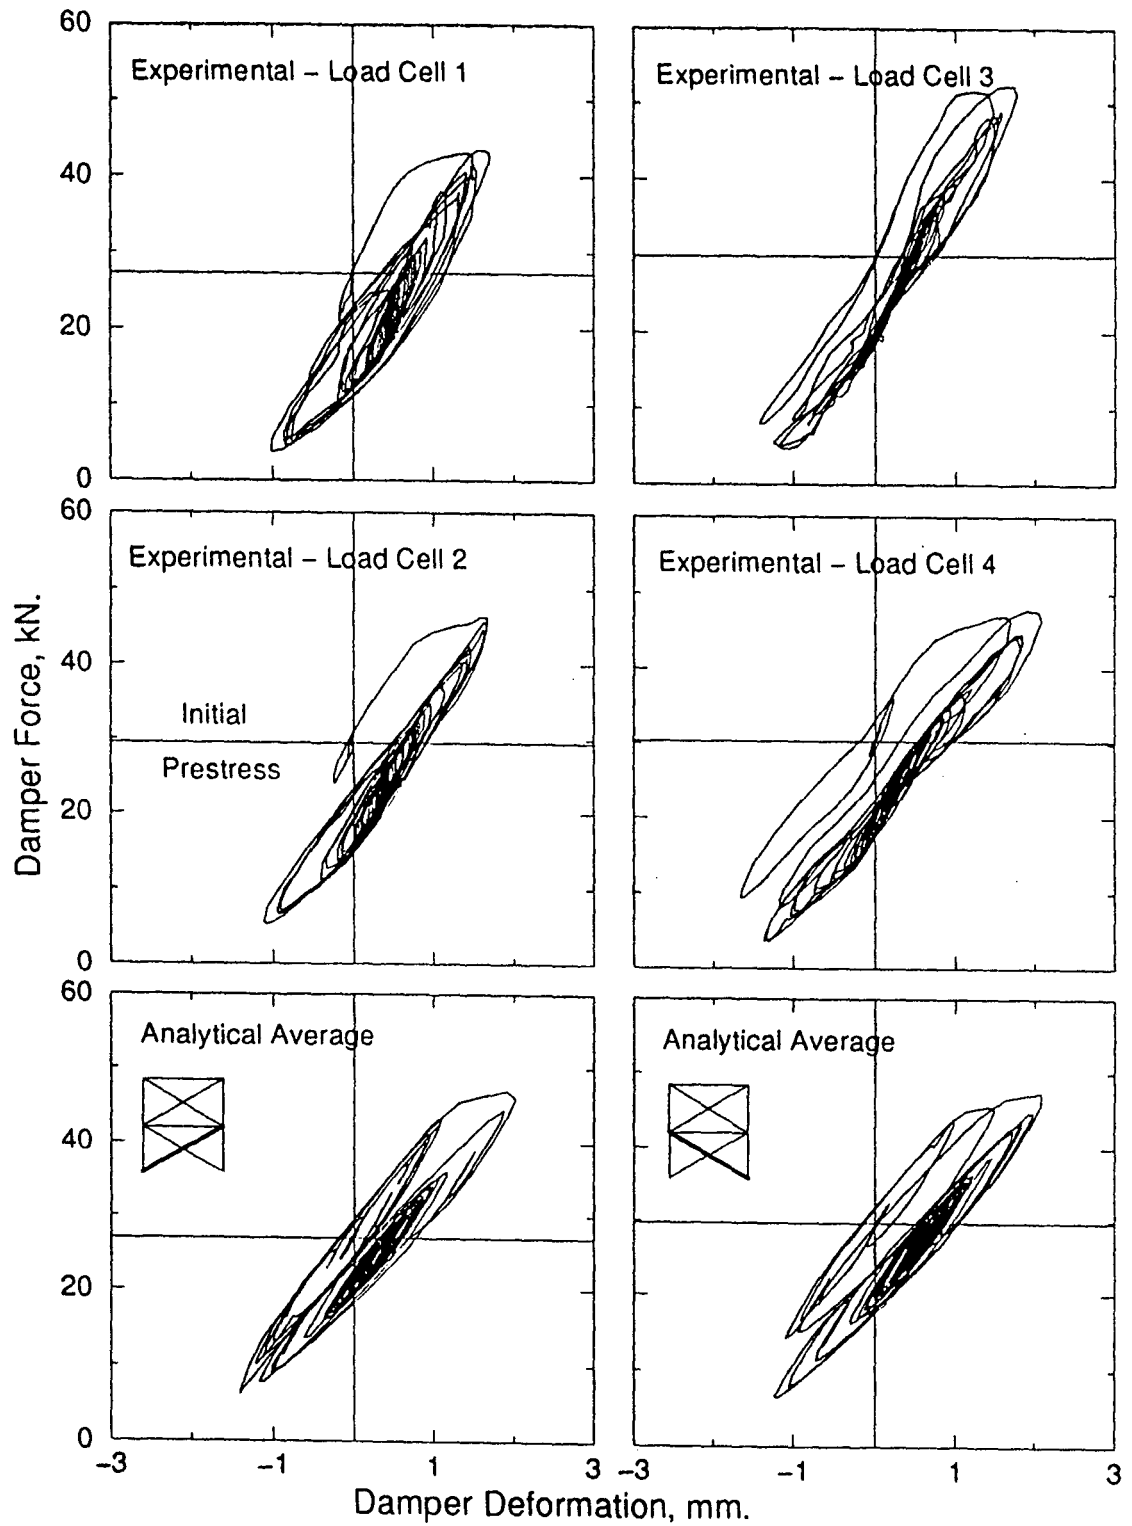 60
Experimental – Load Cell 1
Experimental – Load Cell 3
40
20
0
60
Experimental – Load Cell 2
Experimental – Load Cell 4
40
Initial
Prestress
20
0
Damper Force, kN.
60
Analytical Average
Analytical Average
40
20
0
−3 −1 1 3 −3 −1 1 3
Damper Deformation, mm.